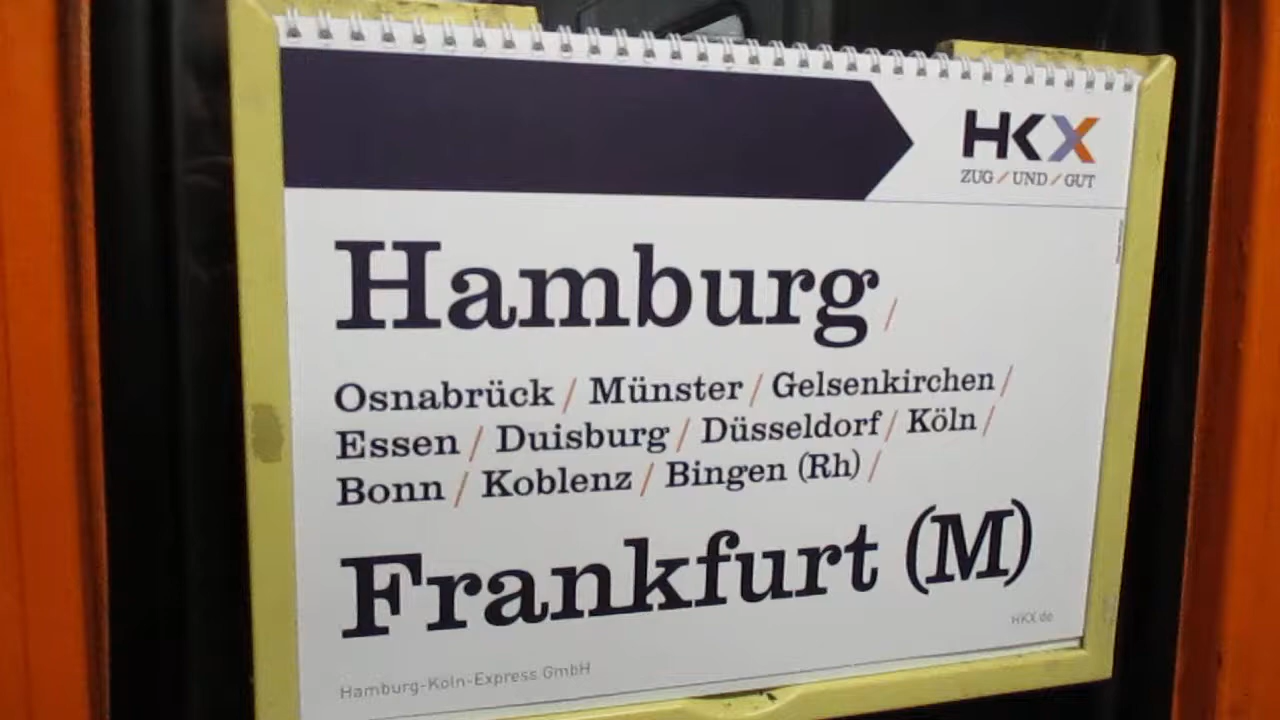 HKX
ZUG / UND / GUT
Hamburg /
Osnabrück / Münster / Gelsenkirchen /
Essen / Duisburg / Düsseldorf / Köln /
Bonn / Koblenz / Bingen (Rh) /
Frankfurt (M)
HKX.de
Hamburg-Köln-Express GmbH